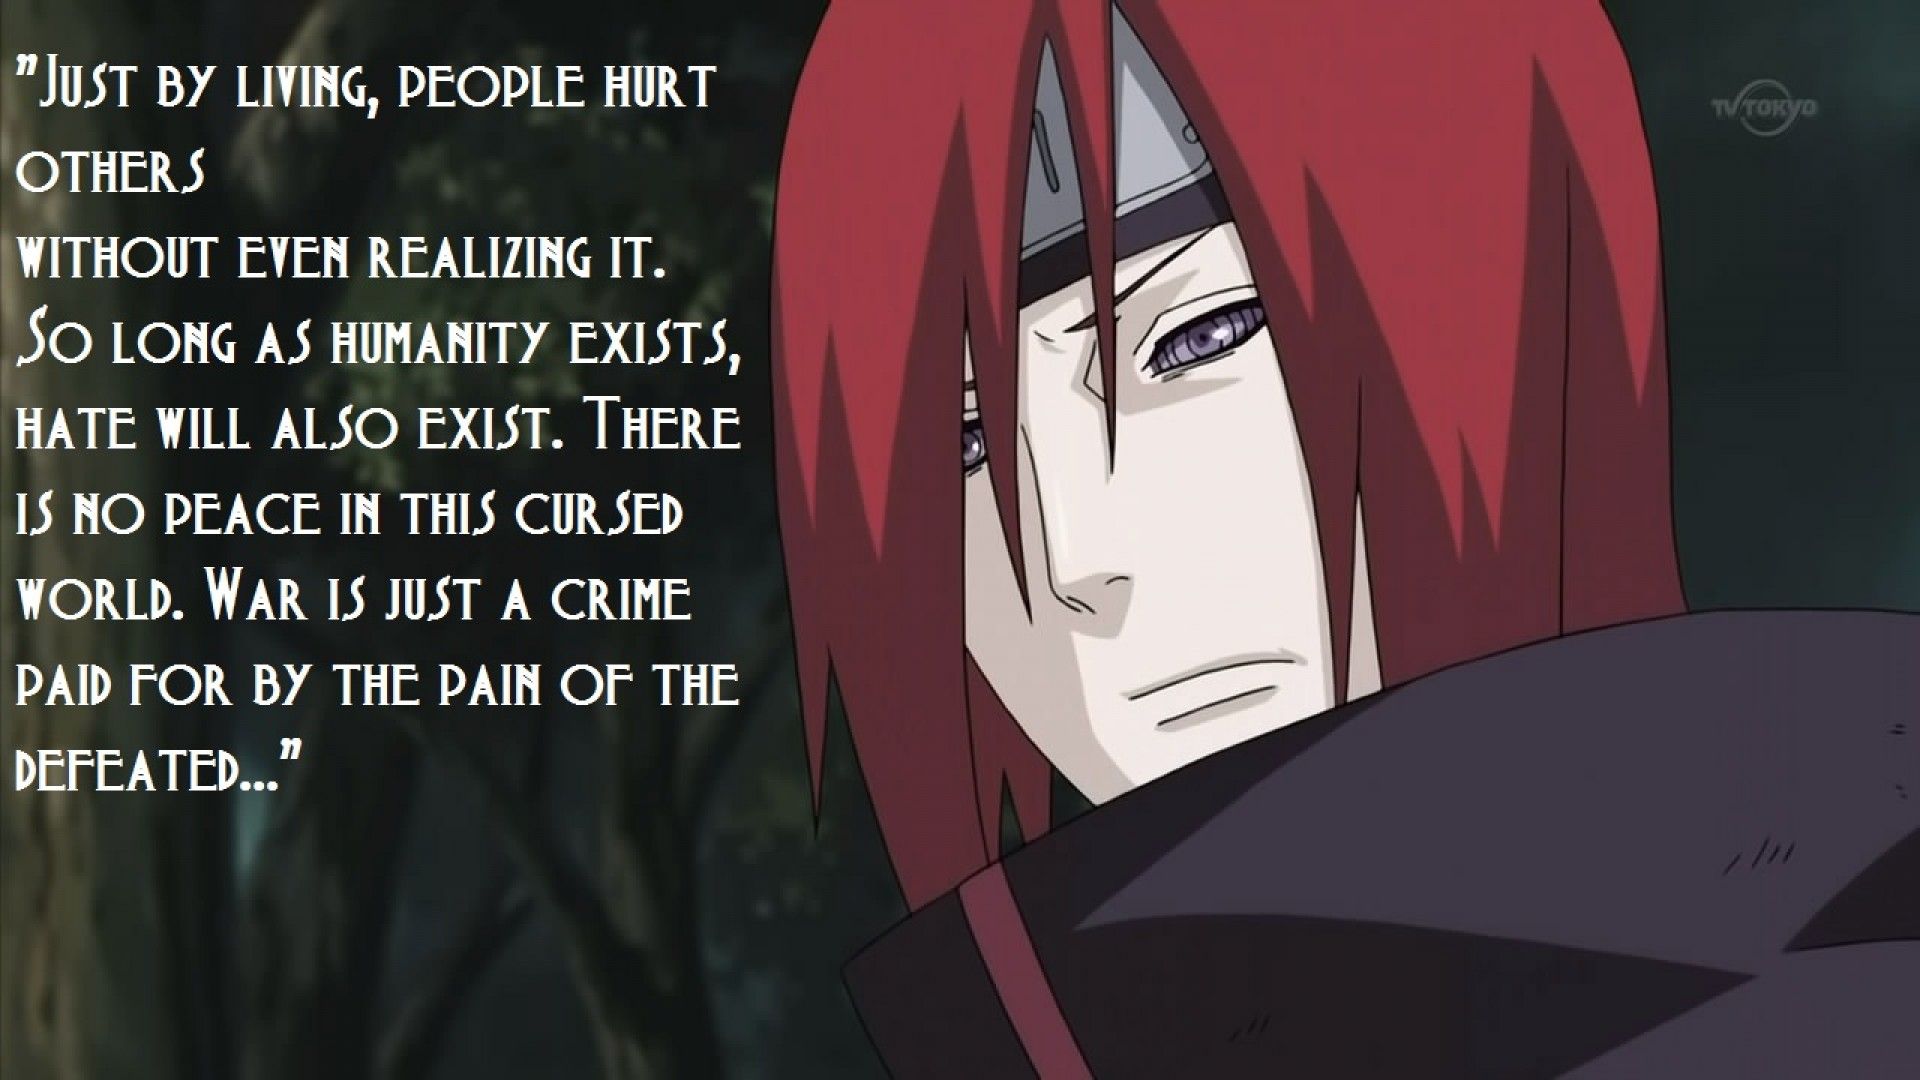 "Just by living, people hurt
others
without even realizing it.
So long as humanity exists,
hate will also exist. There
is no peace in this cursed
world. War is just a crime
paid for by the pain of the
defeated..."
TV TOKYO